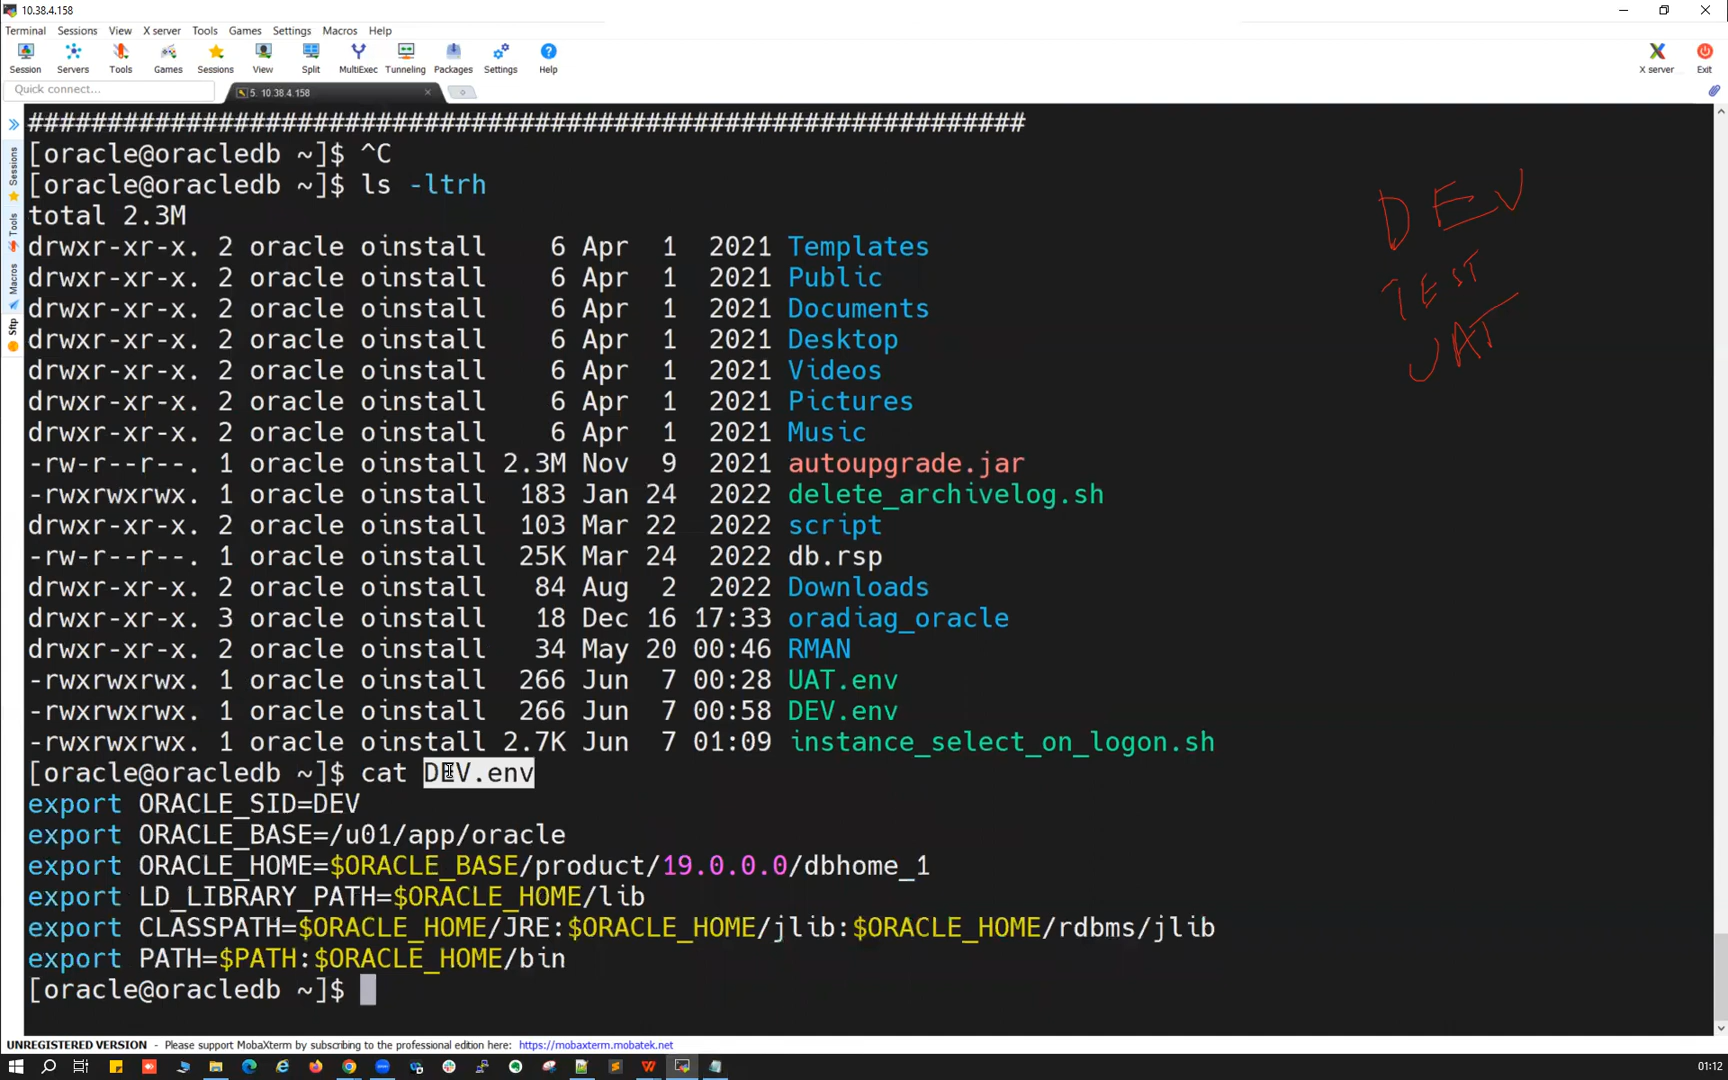 10.38.4.158
Terminal Sessions View X server Tools Games Settings Macros Help
Session Servers Tools Games Sessions View Split MultiExec Tunneling Packages Settings Help X server Exit
Quick connect... 5. 10.38.4.158
Sessions
Tools
Macros
Sftp
###############################################################
[oracle@oracledb ~]$ ^C
[oracle@oracledb ~]$ ls -ltrh
total 2.3M
drwxr-xr-x. 2 oracle oinstall 6 Apr 1 2021 Templates
drwxr-xr-x. 2 oracle oinstall 6 Apr 1 2021 Public
drwxr-xr-x. 2 oracle oinstall 6 Apr 1 2021 Documents
drwxr-xr-x. 2 oracle oinstall 6 Apr 1 2021 Desktop
drwxr-xr-x. 2 oracle oinstall 6 Apr 1 2021 Videos
drwxr-xr-x. 2 oracle oinstall 6 Apr 1 2021 Pictures
drwxr-xr-x. 2 oracle oinstall 6 Apr 1 2021 Music
-rw-r--r--. 1 oracle oinstall 2.3M Nov 9 2021 autoupgrade.jar
-rwxrwxrwx. 1 oracle oinstall 183 Jan 24 2022 delete_archivelog.sh
drwxr-xr-x. 2 oracle oinstall 103 Mar 22 2022 script
-rw-r--r--. 1 oracle oinstall 25K Mar 24 2022 db.rsp
drwxr-xr-x. 2 oracle oinstall 84 Aug 2 2022 Downloads
drwxr-xr-x. 3 oracle oinstall 18 Dec 16 17:33 oradiag_oracle
drwxr-xr-x. 2 oracle oinstall 34 May 20 00:46 RMAN
-rwxrwxrwx. 1 oracle oinstall 266 Jun 7 00:28 UAT.env
-rwxrwxrwx. 1 oracle oinstall 266 Jun 7 00:58 DEV.env
-rwxrwxrwx. 1 oracle oinstall 2.7K Jun 7 01:09 instance_select_on_logon.sh
[oracle@oracledb ~]$ cat DEV.env
export ORACLE_SID=DEV
export ORACLE_BASE=/u01/app/oracle
export ORACLE_HOME=$ORACLE_BASE/product/19.0.0.0/dbhome_1
export LD_LIBRARY_PATH=$ORACLE_HOME/lib
export CLASSPATH=$ORACLE_HOME/JRE:$ORACLE_HOME/jlib:$ORACLE_HOME/rdbms/jlib
export PATH=$PATH:$ORACLE_HOME/bin
[oracle@oracledb ~]$
DEV
TEST
UAT
UNREGISTERED VERSION - Please support MobaXterm by subscribing to the professional edition here: https://mobaxterm.mobatek.net
01:12